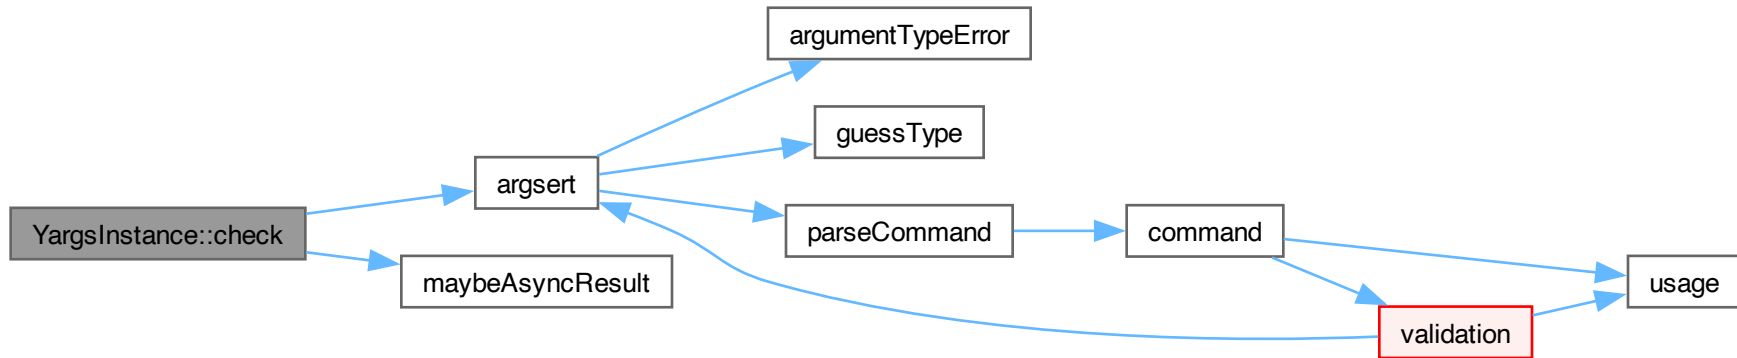 argumentTypeError
guessType
argsert
YargsInstance::check
parseCommand
command
maybeAsyncResult
usage
validation